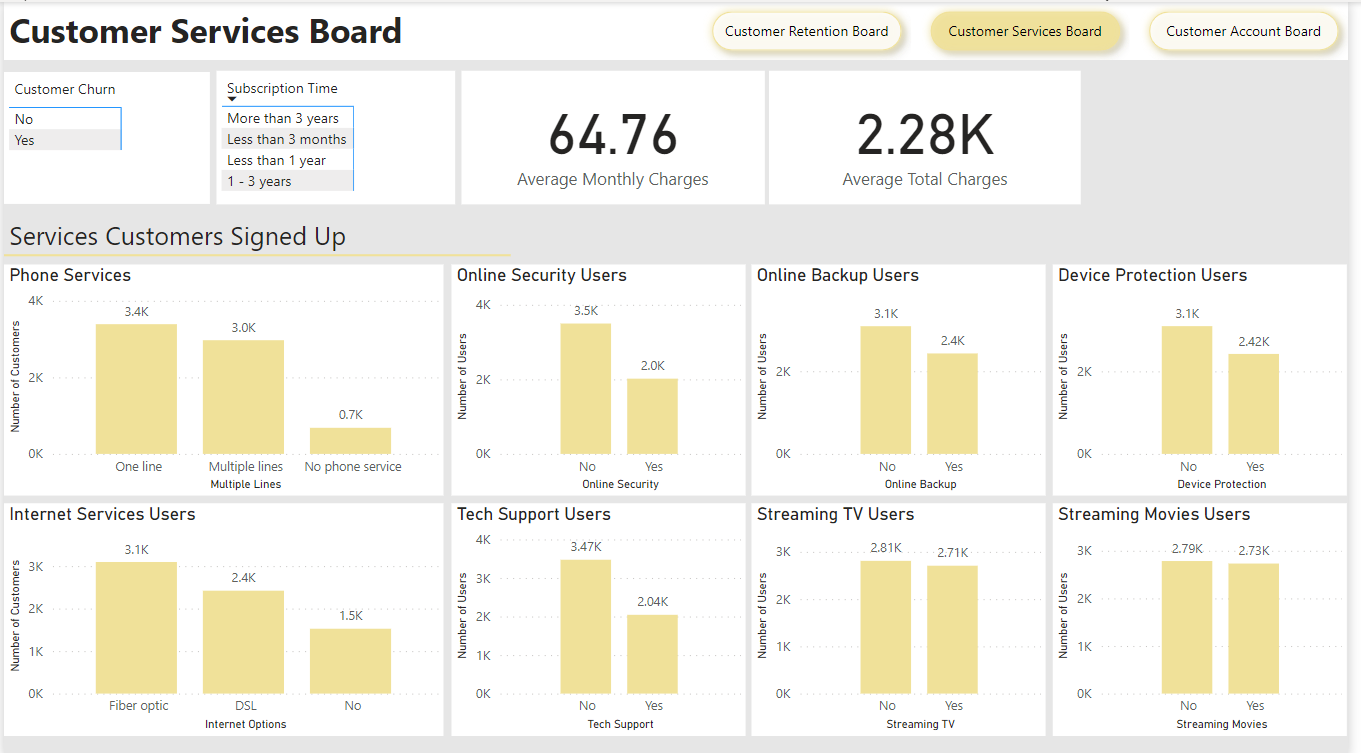 Customer Services Board
Customer Retention Board
Customer Services Board
Customer Account Board
Customer Churn
No
Yes
Subscription Time
More than 3 years
Less than 3 months
Less than 1 year
1 - 3 years
64.76
Average Monthly Charges
2.28K
Average Total Charges
Services Customers Signed Up
Phone Services
Number of Customers
4K
2K
0K
3.4K
3.0K
0.7K
One line
Multiple lines
No phone service
Multiple Lines
Online Security Users
Number of Users
4K
2K
0K
3.5K
2.0K
No
Yes
Online Security
Online Backup Users
Number of Users
2K
0K
3.1K
2.4K
No
Yes
Online Backup
Device Protection Users
Number of Users
2K
0K
3.1K
2.42K
No
Yes
Device Protection
Internet Services Users
Number of Customers
3K
2K
1K
0K
3.1K
2.4K
1.5K
Fiber optic
DSL
No
Internet Options
Tech Support Users
Number of Users
4K
3K
2K
1K
0K
3.47K
2.04K
No
Yes
Tech Support
Streaming TV Users
Number of Users
3K
2K
1K
0K
2.81K
2.71K
No
Yes
Streaming TV
Streaming Movies Users
Number of Users
3K
2K
1K
0K
2.79K
2.73K
No
Yes
Streaming Movies